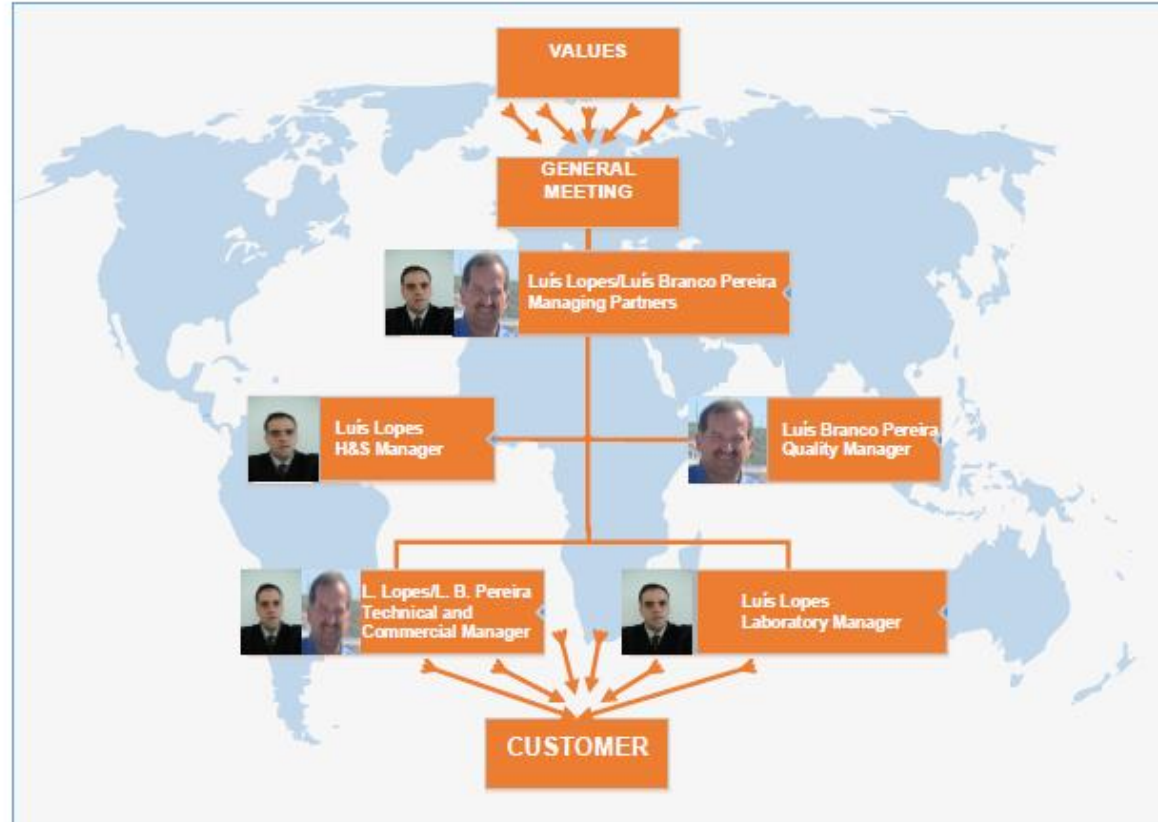 VALUES
GENERAL
MEETING
Luís Lopes/Luís Branco Pereira
Managing Partners
Luís Lopes
H&S Manager
Luís Branco Pereira
Quality Manager
L. Lopes/L. B. Pereira
Technical and
Commercial Manager
Luís Lopes
Laboratory Manager
CUSTOMER